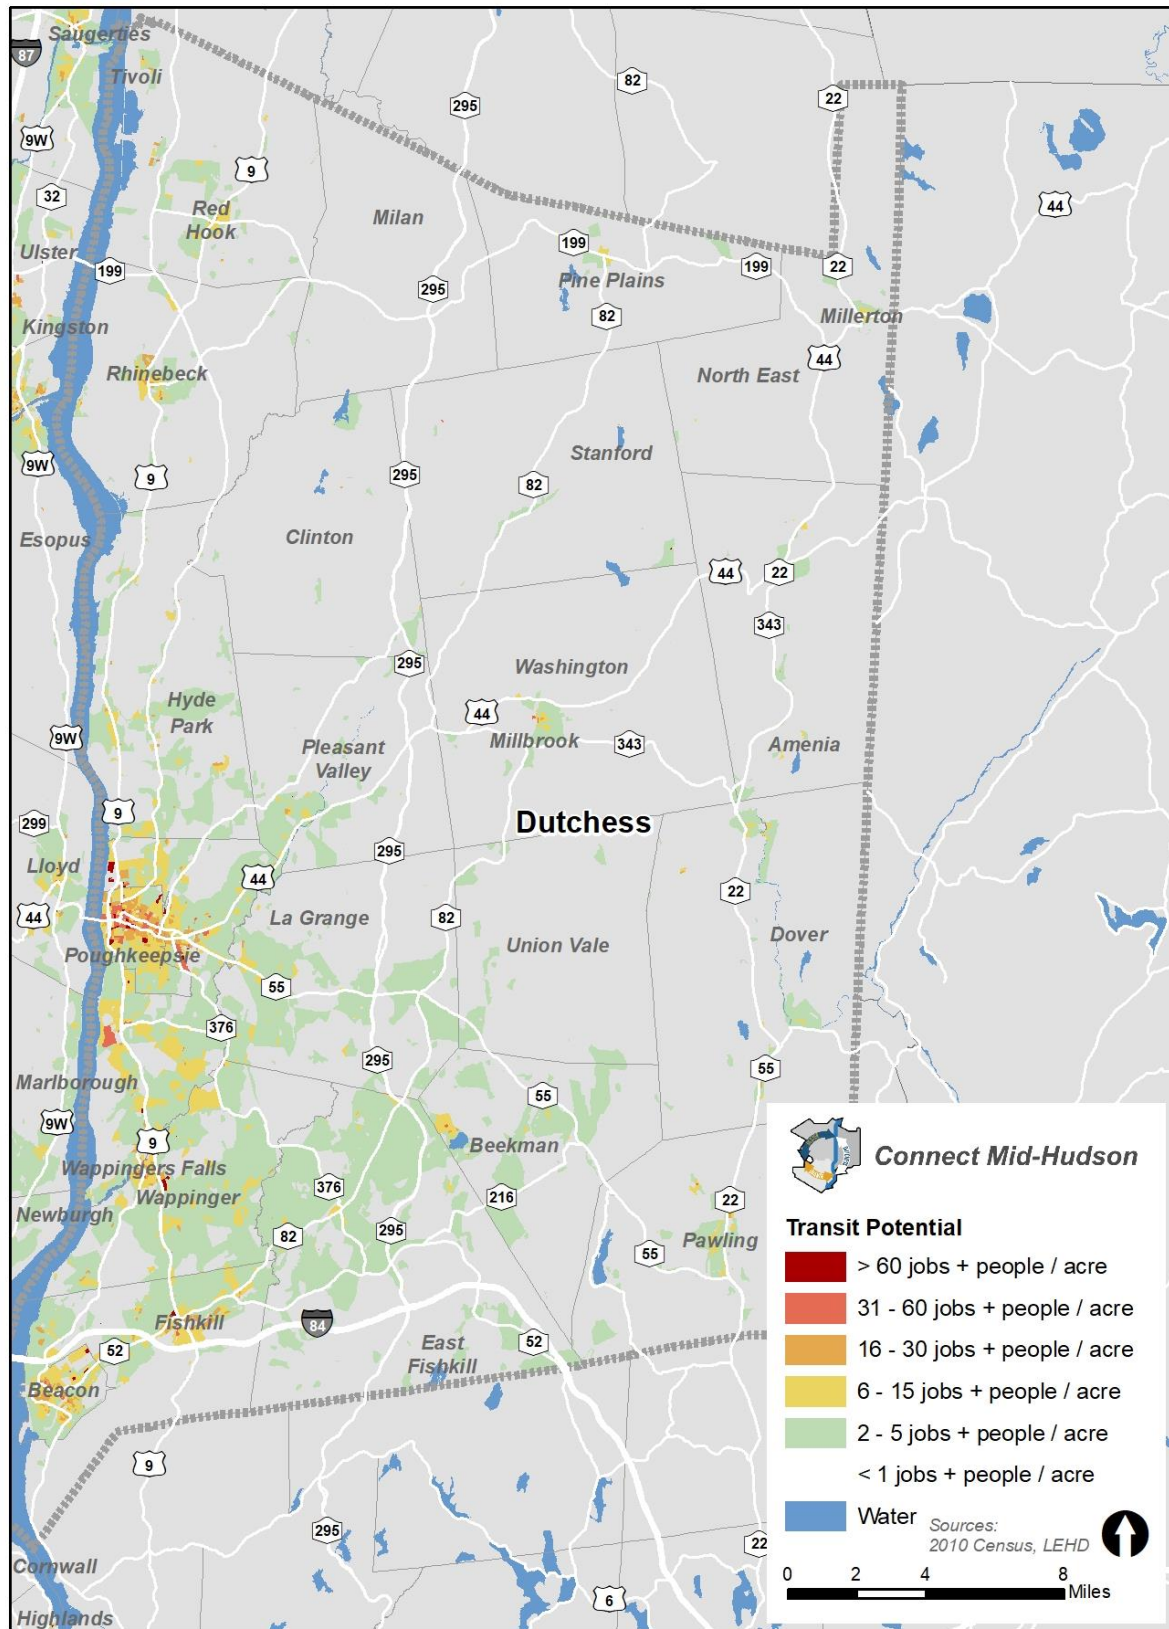 Saugerties
87
Tivoli
82
22
295
9W
9
32
44
Red
Hook
Milan
Ulster
199
199
199
22
295
Pine Plains
Kingston
82
Millerton
44
Rhinebeck
North East
9W
9
295
82
Stanford
Esopus
Clinton
44
22
343
295
Washington
Hyde
Park
9W
44
Millbrook
343
Amenia
Pleasant
Valley
299
9
Dutchess
295
Lloyd
44
22
44
La Grange
82
Union Vale
Dover
Poughkeepsie
55
376
295
55
Marlborough
55
9W
9
Beekman
Wappingers Falls
376
Wappinger
216
22
Newburgh
82
295
55
Pawling
Fishkill
84
52
52
East
Fishkill
Beacon
9
295
22
Cornwall
6
Highlands
Connect Mid-Hudson
Transit Potential
> 60 jobs + people / acre
31 - 60 jobs + people / acre
16 - 30 jobs + people / acre
6 - 15 jobs + people / acre
2 - 5 jobs + people / acre
< 1 jobs + people / acre
Water
Sources:
2010 Census, LEHD
0 2 4 8
Miles